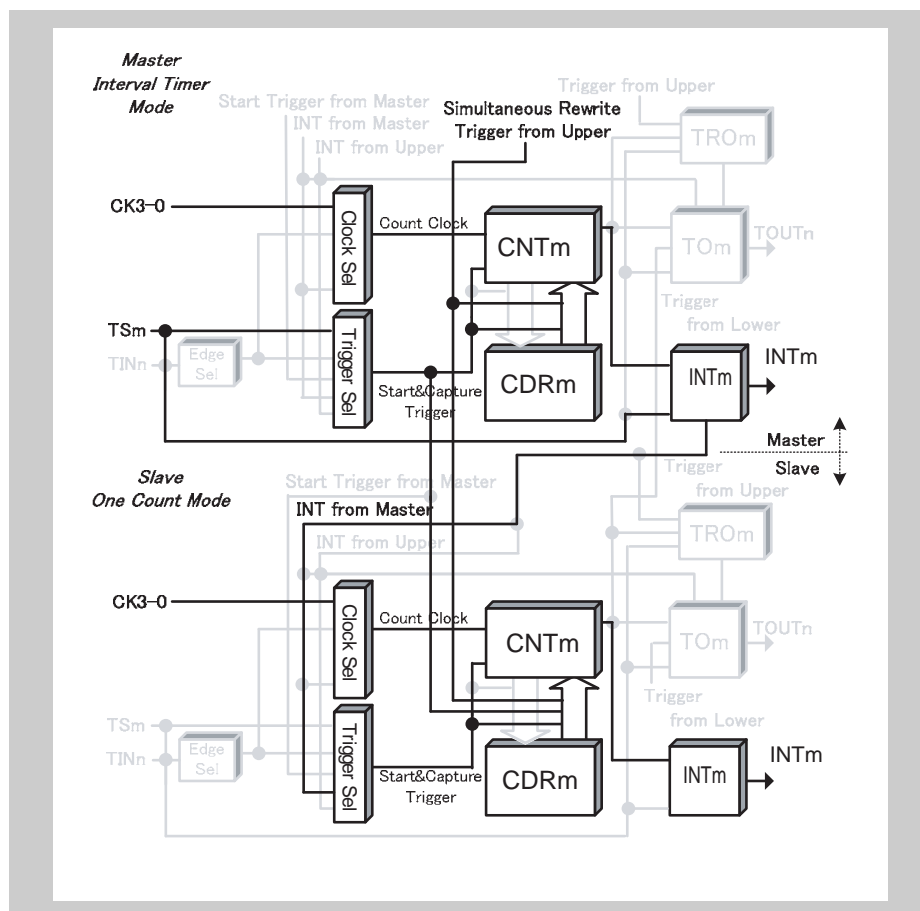 Master
Interval Timer
Mode
Trigger from Upper
Start Trigger from Master
Simultaneous Rewrite
Trigger from Upper
INT from Master
INT from Upper
TROm
CK3-0
Clock Sel
Count Clock
CNTm
TOm
TOUTn
Trigger
from Lower
TSm
TINn
Edge
Sel
Trigger Sel
Start&Capture
Trigger
CDRm
INTm
INTm
Master
Slave
Slave
One Count Mode
Start Trigger from Master
INT from Master
INT from Upper
Trigger
from Upper
TROm
CK3-0
Clock Sel
Count Clock
CNTm
TOm
TOUTn
Trigger
from Lower
TSm
TINn
Edge
Sel
Trigger Sel
Start&Capture
Trigger
CDRm
INTm
INTm